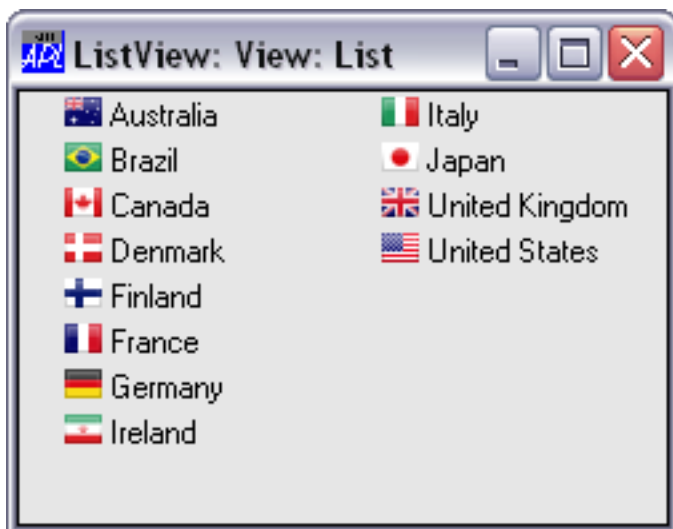 ListView: View: List
Australia
Brazil
Canada
Denmark
Finland
France
Germany
Ireland
Italy
Japan
United Kingdom
United States